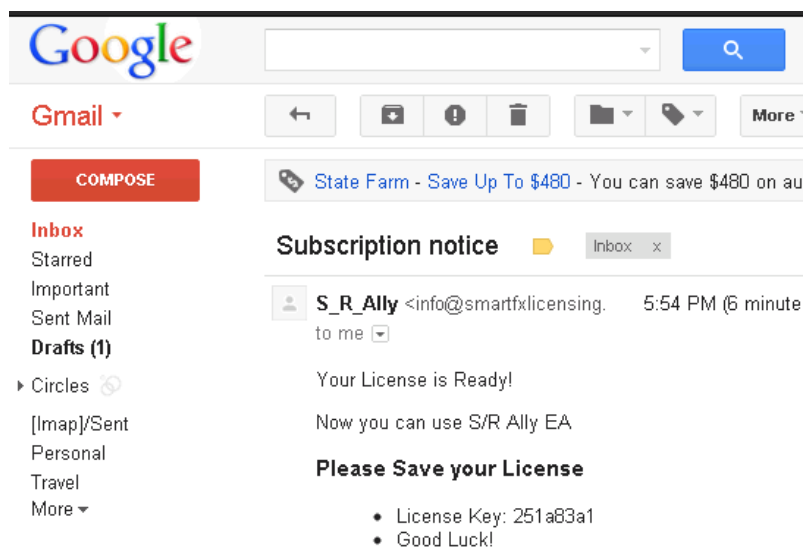 Google
Gmail
More
COMPOSE
State Farm - Save Up To $480 - You can save $480 on au
Inbox
Starred
Important
Sent Mail
Drafts (1)
Circles
[Imap]/Sent
Personal
Travel
More
Subscription notice
Inbox x
S_R_Ally <info@smartfxlicensing. 5:54 PM (6 minute
to me
Your License is Ready!
Now you can use S/R Ally EA
Please Save your License
• License Key: 251a83a1
• Good Luck!